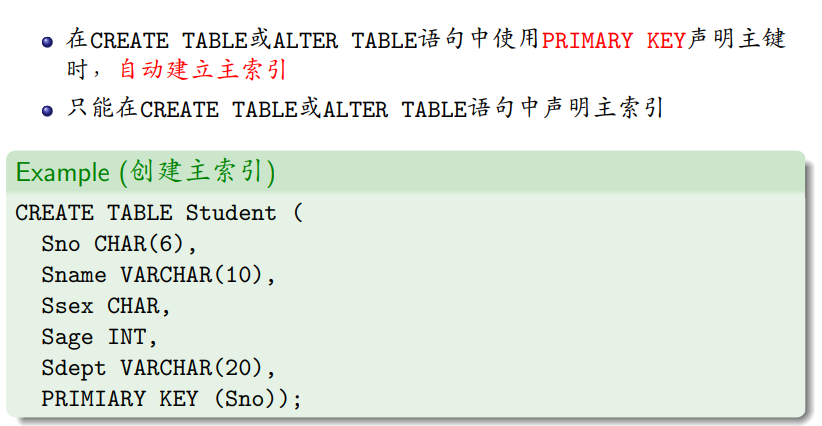 在CREATE TABLE或ALTER TABLE语句中使用PRIMARY KEY声明主键
时，自动建立主索引
只能在CREATE TABLE或ALTER TABLE语句中声明主索引
Example (创建主索引)
CREATE TABLE Student (
Sno CHAR(6),
Sname VARCHAR(10),
Ssex CHAR,
Sage INT,
Sdept VARCHAR(20),
PRIMIARY KEY (Sno));